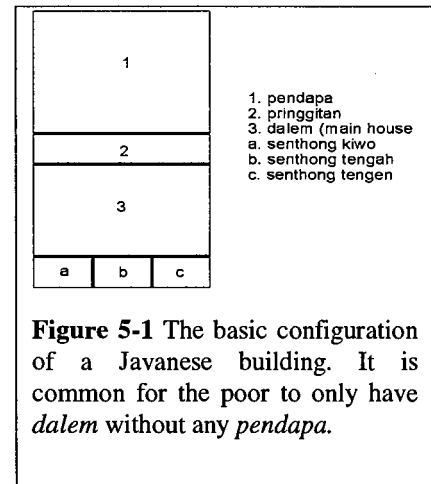 1
2
3
a b c
1. pendapa
2. pringgitan
3. dalem (main house
a. senthong kiwo
b. senthong tengah
c. senthong tengen
Figure 5-1 The basic configuration
of a Javanese building. It is
common for the poor to only have
dalem without any pendapa.